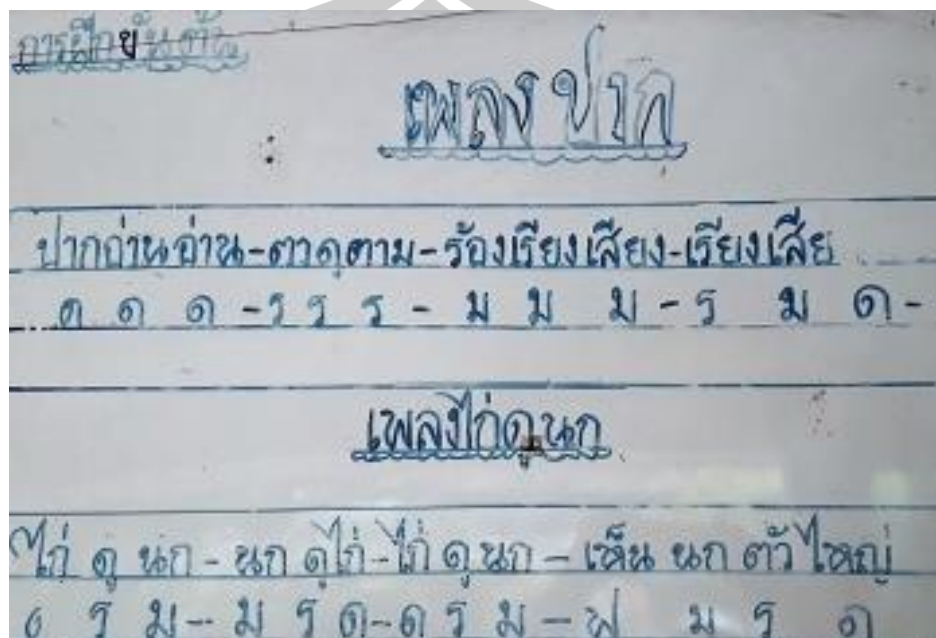 การฝึกขั้นต้น
เพลง ปาก
ปากอ่านอ่าน-ตาดูตาม-ร้องเรียงเสียง-เรียงเสีย
ด ด ด - ร ร ร - ม ม ม - ร ม ด -
เพลงไก่ดูนก
ไก่ ดู นก - นก ดูไก่-ไก่ ดู นก - เห็น นก ตัว ใหญ่
ร ม -- ม ร ด-ด ร ม - ฟ ม ร ด